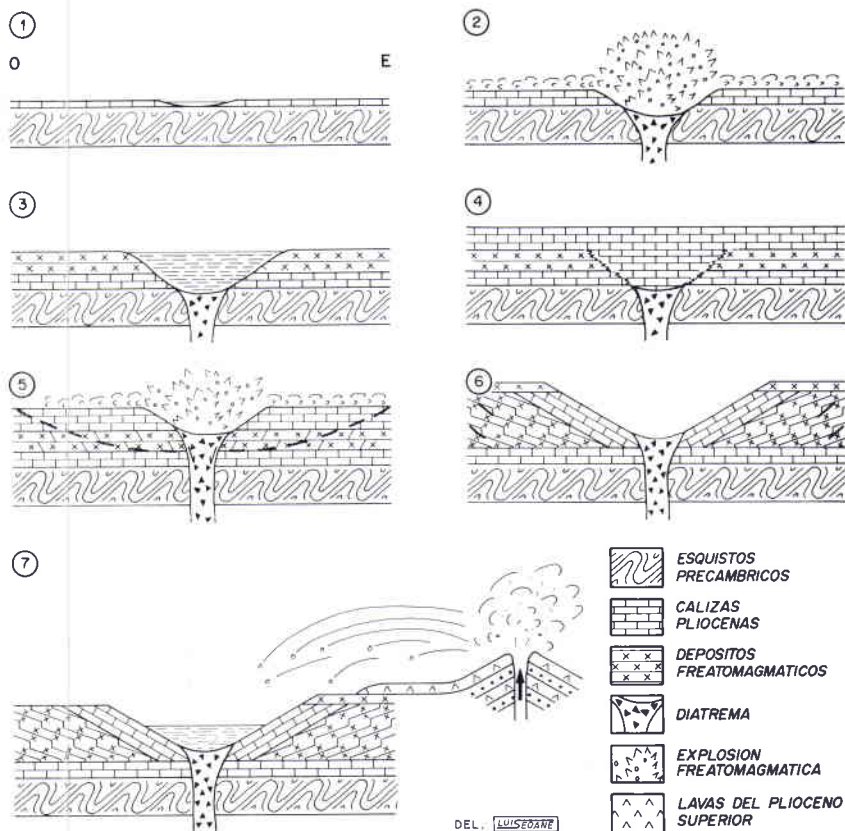 1
2
O
E
3
4
5
6
7
ESQUISTOS
PRECAMBRICOS
CALIZAS
PLIOCENAS
DEPOSITOS
FREATOMAGMATICOS
DIATREMA
EXPLOSION
FREATOMAGMATICA
LAVAS DEL PLIOCENO
SUPERIOR
DEL. LUISEOANE